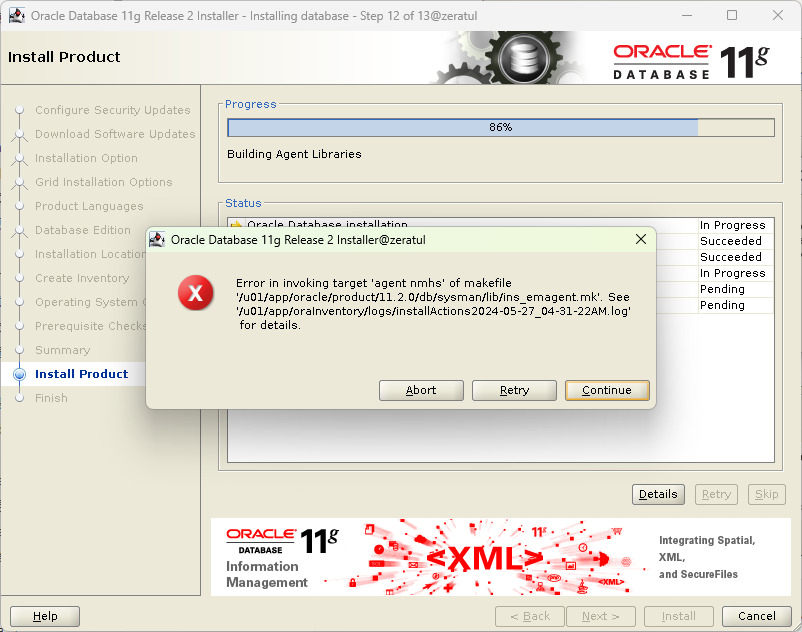 Oracle Database 11g Release 2 Installer - Installing database - Step 12 of 13@zeratul
Install Product
ORACLE
DATABASE
11g
Configure Security Updates
Download Software Updates
Installation Option
Grid Installation Options
Product Languages
Database Edition
Installation Location
Create Inventory
Operating System
Prerequisite Checks
Summary
Install Product
Finish
Progress
86%
Building Agent Libraries
Status
Oracle Database installation
In Progress
Succeeded
Succeeded
In Progress
Pending
Pending
Oracle Database 11g Release 2 Installer@zeratul
Error in invoking target 'agent nmhs' of makefile
'/u01/app/oracle/product/11.2.0/db/sysman/lib/ins_emagent.mk'. See
'/u01/app/oraInventory/logs/installActions2024-05-27_04-31-22AM.log'
for details.
Abort
Retry
Continue
Details
Retry
Skip
ORACLE
DATABASE
11g
Information
Management
11g
<XML>
<XML>
Integrating Spatial,
XML,
and SecureFiles
Help
< Back
Next >
Install
Cancel